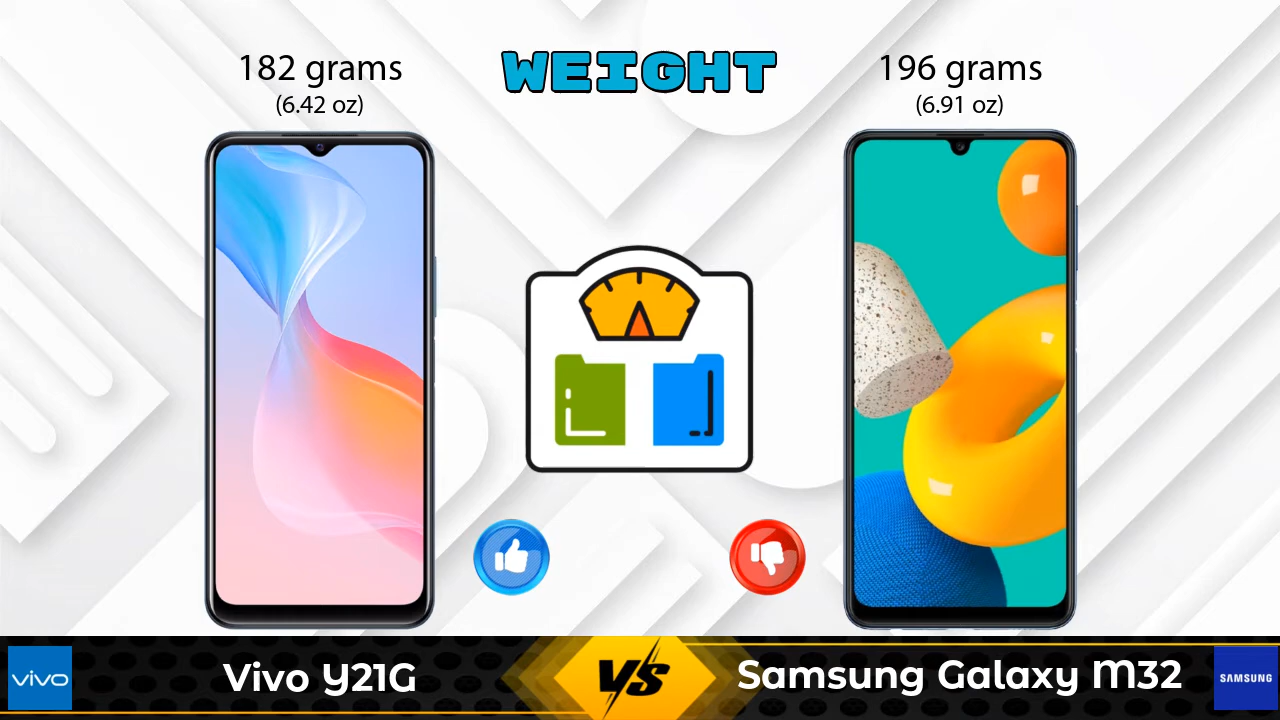 WEIGHT
182 grams
(6.42 oz)
196 grams
(6.91 oz)
vivo
Vivo Y21G
VS
Samsung Galaxy M32
SAMSUNG